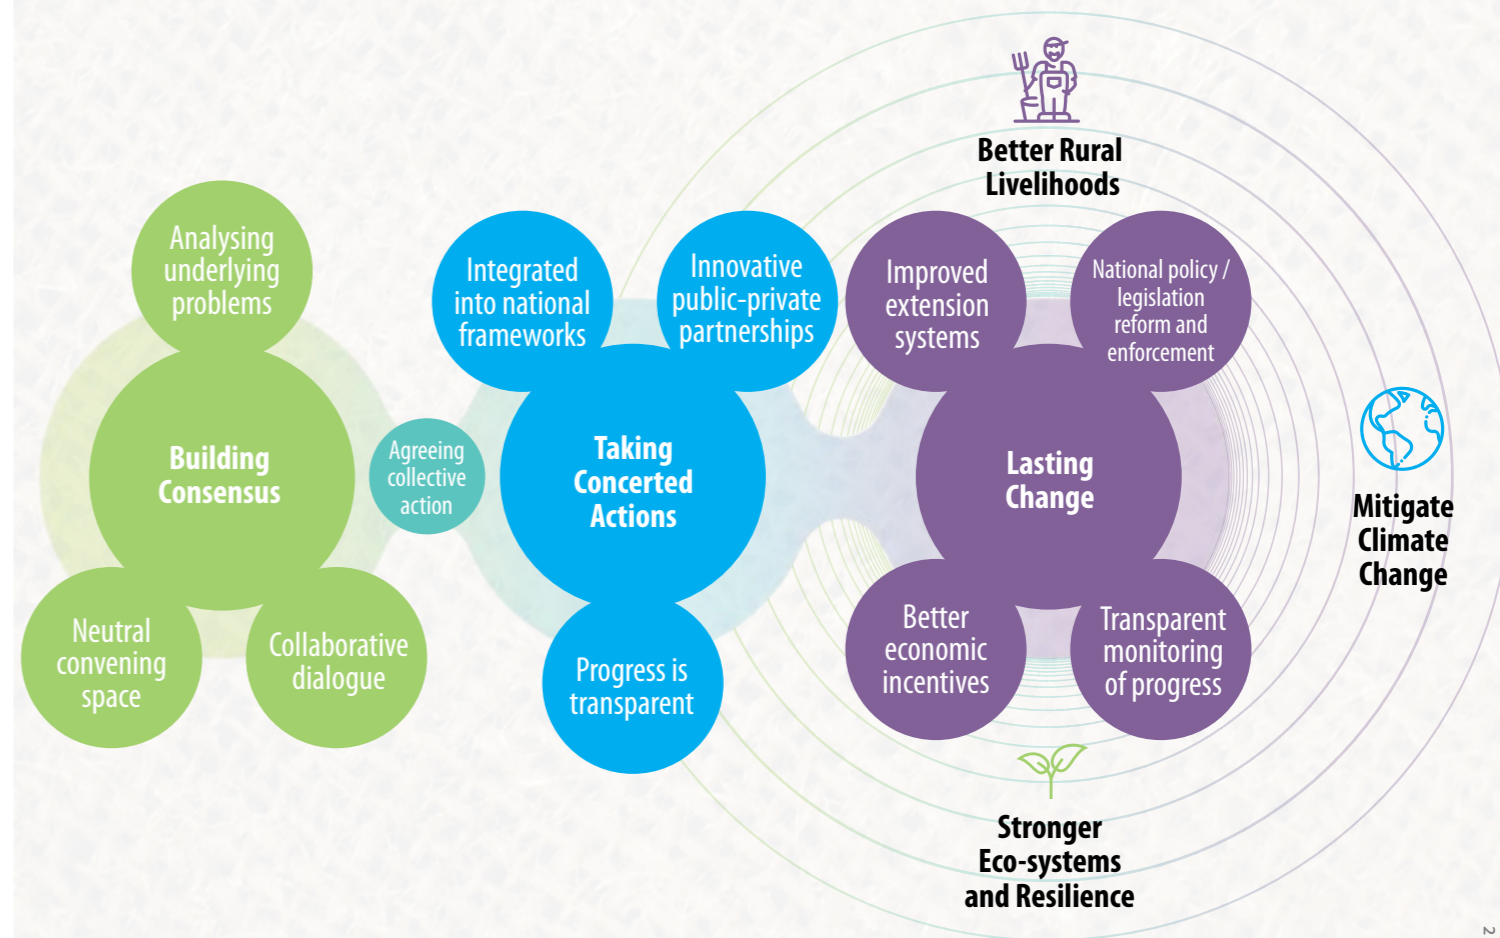 Better Rural
Livelihoods
Analysing
underlying
problems
Building
Consensus
Neutral
convening
space
Collaborative
dialogue
Agreeing
collective
action
Integrated
into national
frameworks
Innovative
public-private
partnerships
Taking
Concerted
Actions
Progress is
transparent
Improved
extension
systems
National policy /
legislation
reform and
enforcement
Lasting
Change
Better
economic
incentives
Transparent
monitoring
of progress
Mitigate
Climate
Change
Stronger
Eco-systems
and Resilience
2